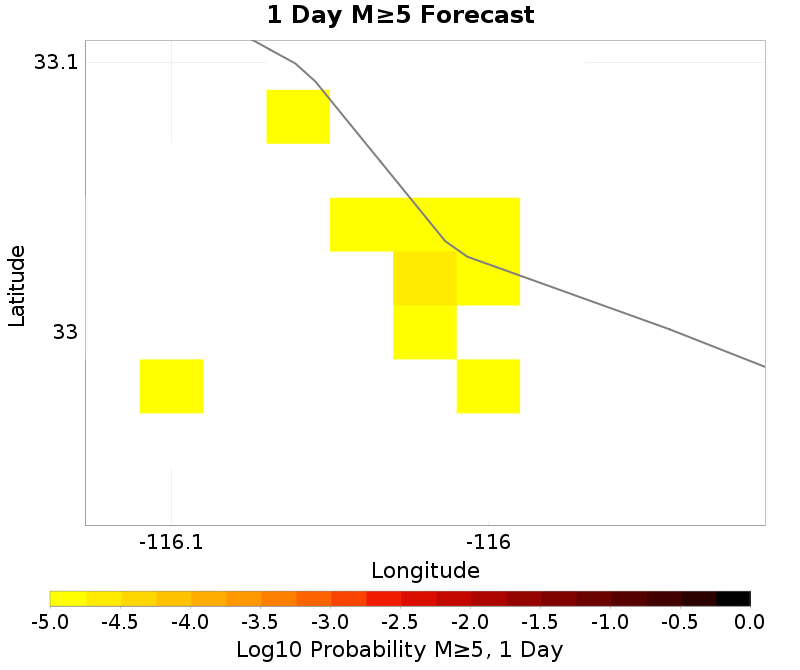 1 Day M≥5 Forecast
33.1
Latitude
33
-116.1 -116
Longitude
-5.0 -4.5 -4.0 -3.5 -3.0 -2.5 -2.0 -1.5 -1.0 -0.5 0.0
Log10 Probability M≥5, 1 Day